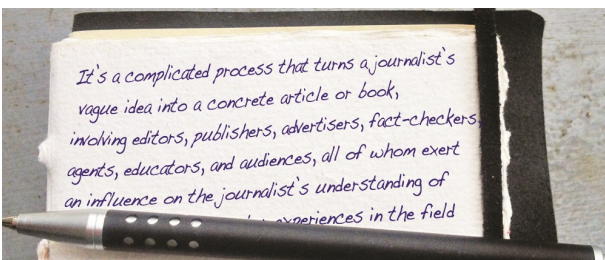 It's a complicated process that turns a journalist's
vague idea into a concrete article or book,
involving editors, publishers, advertisers, fact-checkers,
agents, educators, and audiences, all of whom exert
an influence on the journalist's understanding of
experiences in the field